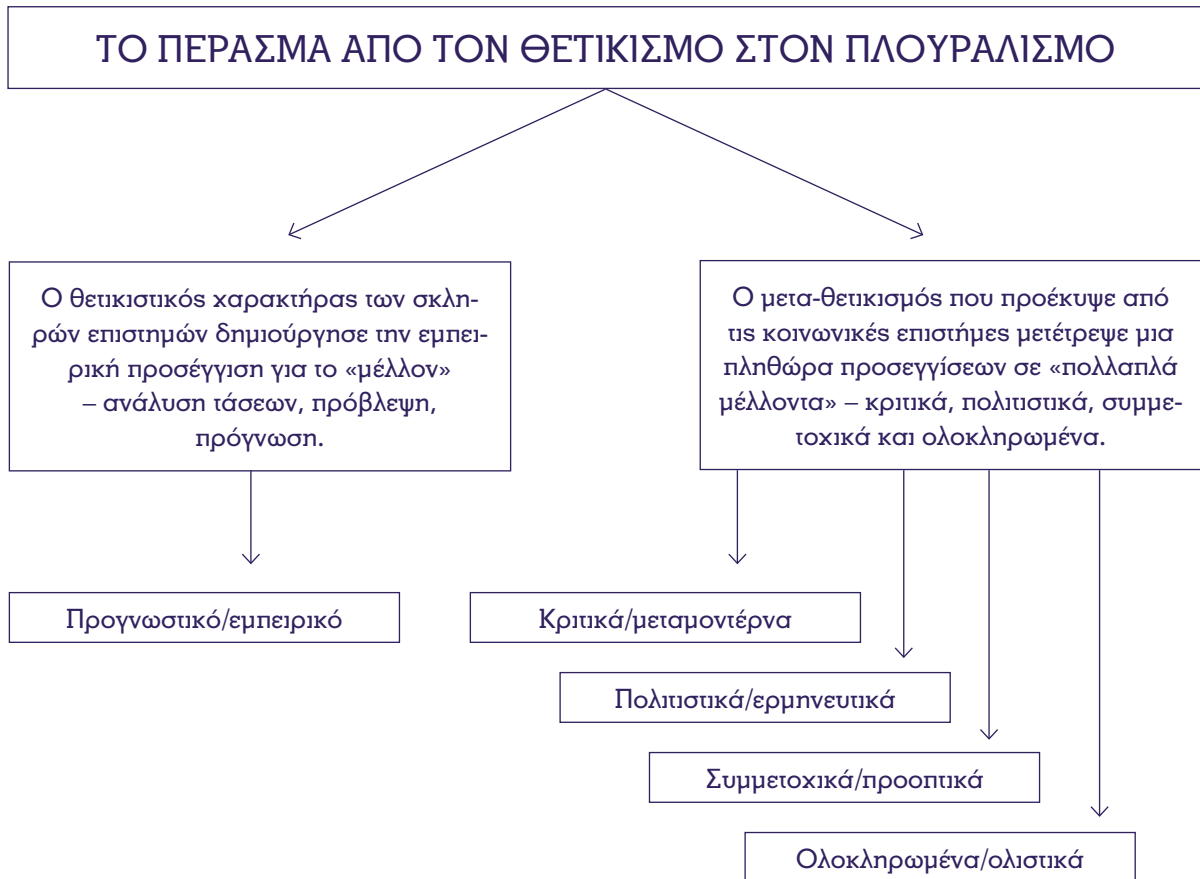 ΤΟ ΠΕΡΑΣΜΑ ΑΠΟ ΤΟΝ ΘΕΤΙΚΙΣΜΟ ΣΤΟΝ ΠΛΟΥΡΑΛΙΣΜΟ
Ο θετικιστικός χαρακτήρας των σκλη-
ρών επιστημών δημιούργησε την εμπει-
ρική προσέγγιση για το «μέλλον»
– ανάλυση τάσεων, πρόβλεψη,
πρόγνωση.
Ο μετα-θετικισμός που προέκυψε από
τις κοινωνικές επιστήμες μετέτρεψε μια
πληθώρα προσεγγίσεων σε «πολλαπλά
μέλλοντα» – κριτικά, πολιτιστικά, συμμε-
τοχικά και ολοκληρωμένα.
Προγνωστικό/εμπειρικό
Κριτικά/μεταμοντέρνα
Πολιτιστικά/ερμηνευτικά
Συμμετοχικά/προοπτικά
Ολοκληρωμένα/ολιστικά